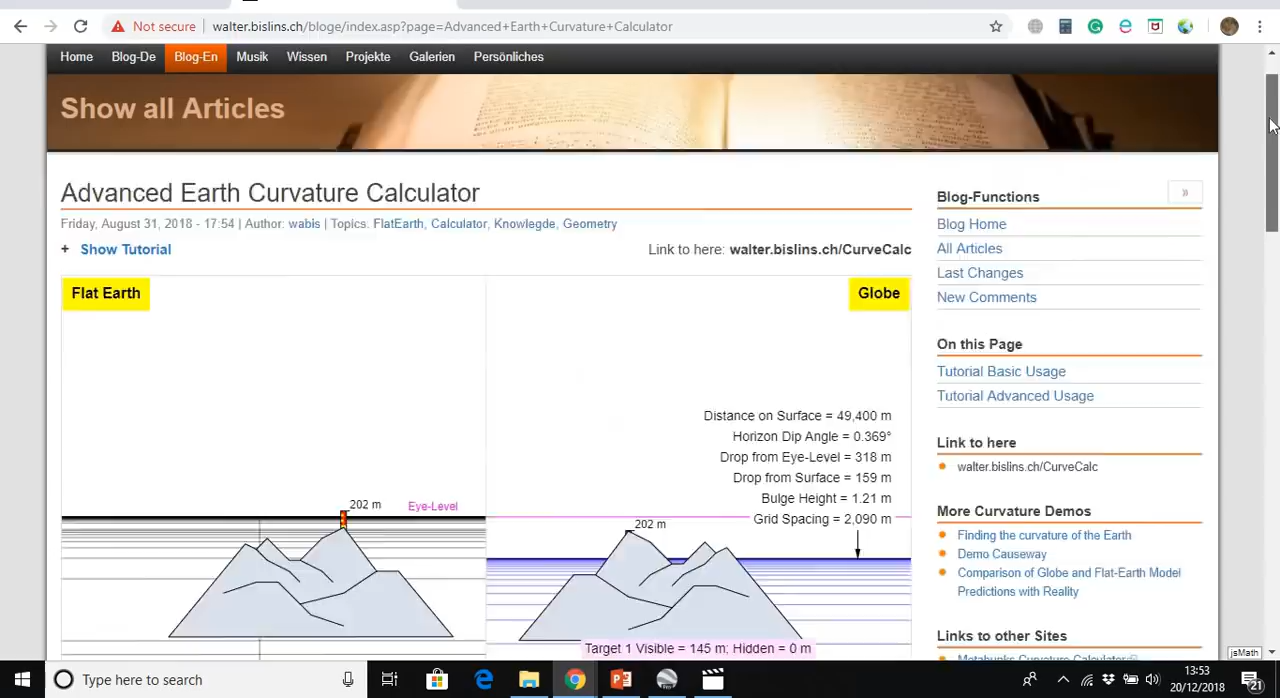 Not secure | walter.bislins.ch/bloge/index.asp?page=Advanced+Earth+Curvature+Calculator
Home Blog-De Blog-En Musik Wissen Projekte Galerien Persönliches
Show all Articles
Advanced Earth Curvature Calculator
Friday, August 31, 2018 - 17:54 | Author: wabis | Topics: FlatEarth, Calculator, Knowlegde, Geometry
+ Show Tutorial
Link to here: walter.bislins.ch/CurveCalc
Flat Earth
Globe
Distance on Surface = 49,400 m
Horizon Dip Angle = 0.369°
Drop from Eye-Level = 318 m
Drop from Surface = 159 m
Bulge Height = 1.21 m
Grid Spacing = 2,090 m
202 m
Eye-Level
202 m
Target 1 Visible = 145 m; Hidden = 0 m
Blog-Functions
»
Blog Home
All Articles
Last Changes
New Comments
On this Page
Tutorial Basic Usage
Tutorial Advanced Usage
Link to here
walter.bislins.ch/CurveCalc
More Curvature Demos
Finding the curvature of the Earth
Demo Causeway
Comparison of Globe and Flat-Earth Model
Predictions with Reality
Links to other Sites
Metabunks Curvature Calculator
jsMath
Type here to search
13:53
20/12/2018
21